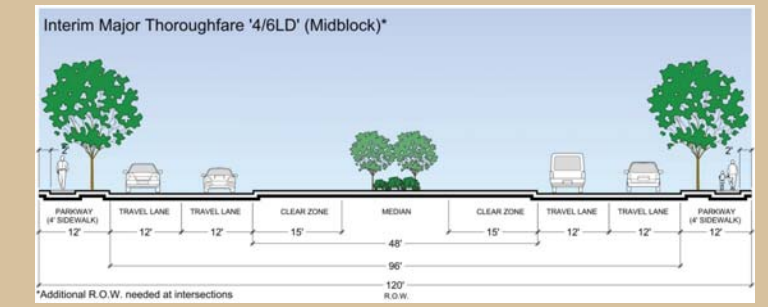 Interim Major Thoroughfare '4/6LD' (Midblock)*
2' 2'
PARKWAY TRAVEL LANE TRAVEL LANE CLEAR ZONE MEDIAN CLEAR ZONE TRAVEL LANE TRAVEL LANE PARKWAY
(4' SIDEWALK) (4' SIDEWALK)
12' 12' 12' 15' 15' 12' 12' 12'
48'
96'
120'
*Additional R.O.W. needed at intersections R.O.W.